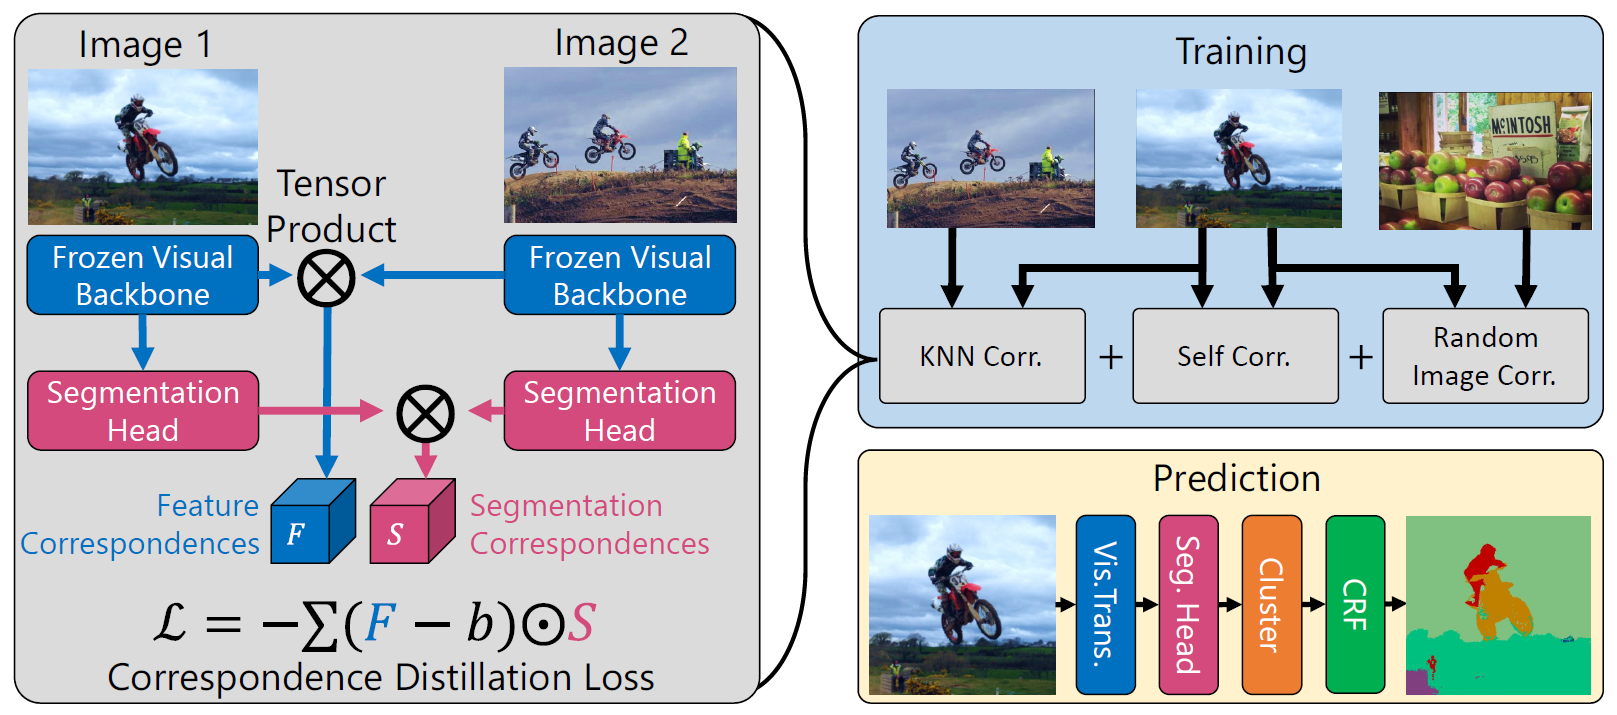 Image 1
Image 2
Tensor
Product
Frozen Visual
Backbone
Frozen Visual
Backbone
Segmentation
Head
Segmentation
Head
Feature
Correspondences
F
S
Segmentation
Correspondences
ℒ = −∑(F − b)⊙S
Correspondence Distillation Loss
Training
McINTOSH
KNN Corr.
+
Self Corr.
+
Random
Image Corr.
Prediction
Vis.Trans.
Seg. Head
Cluster
CRF